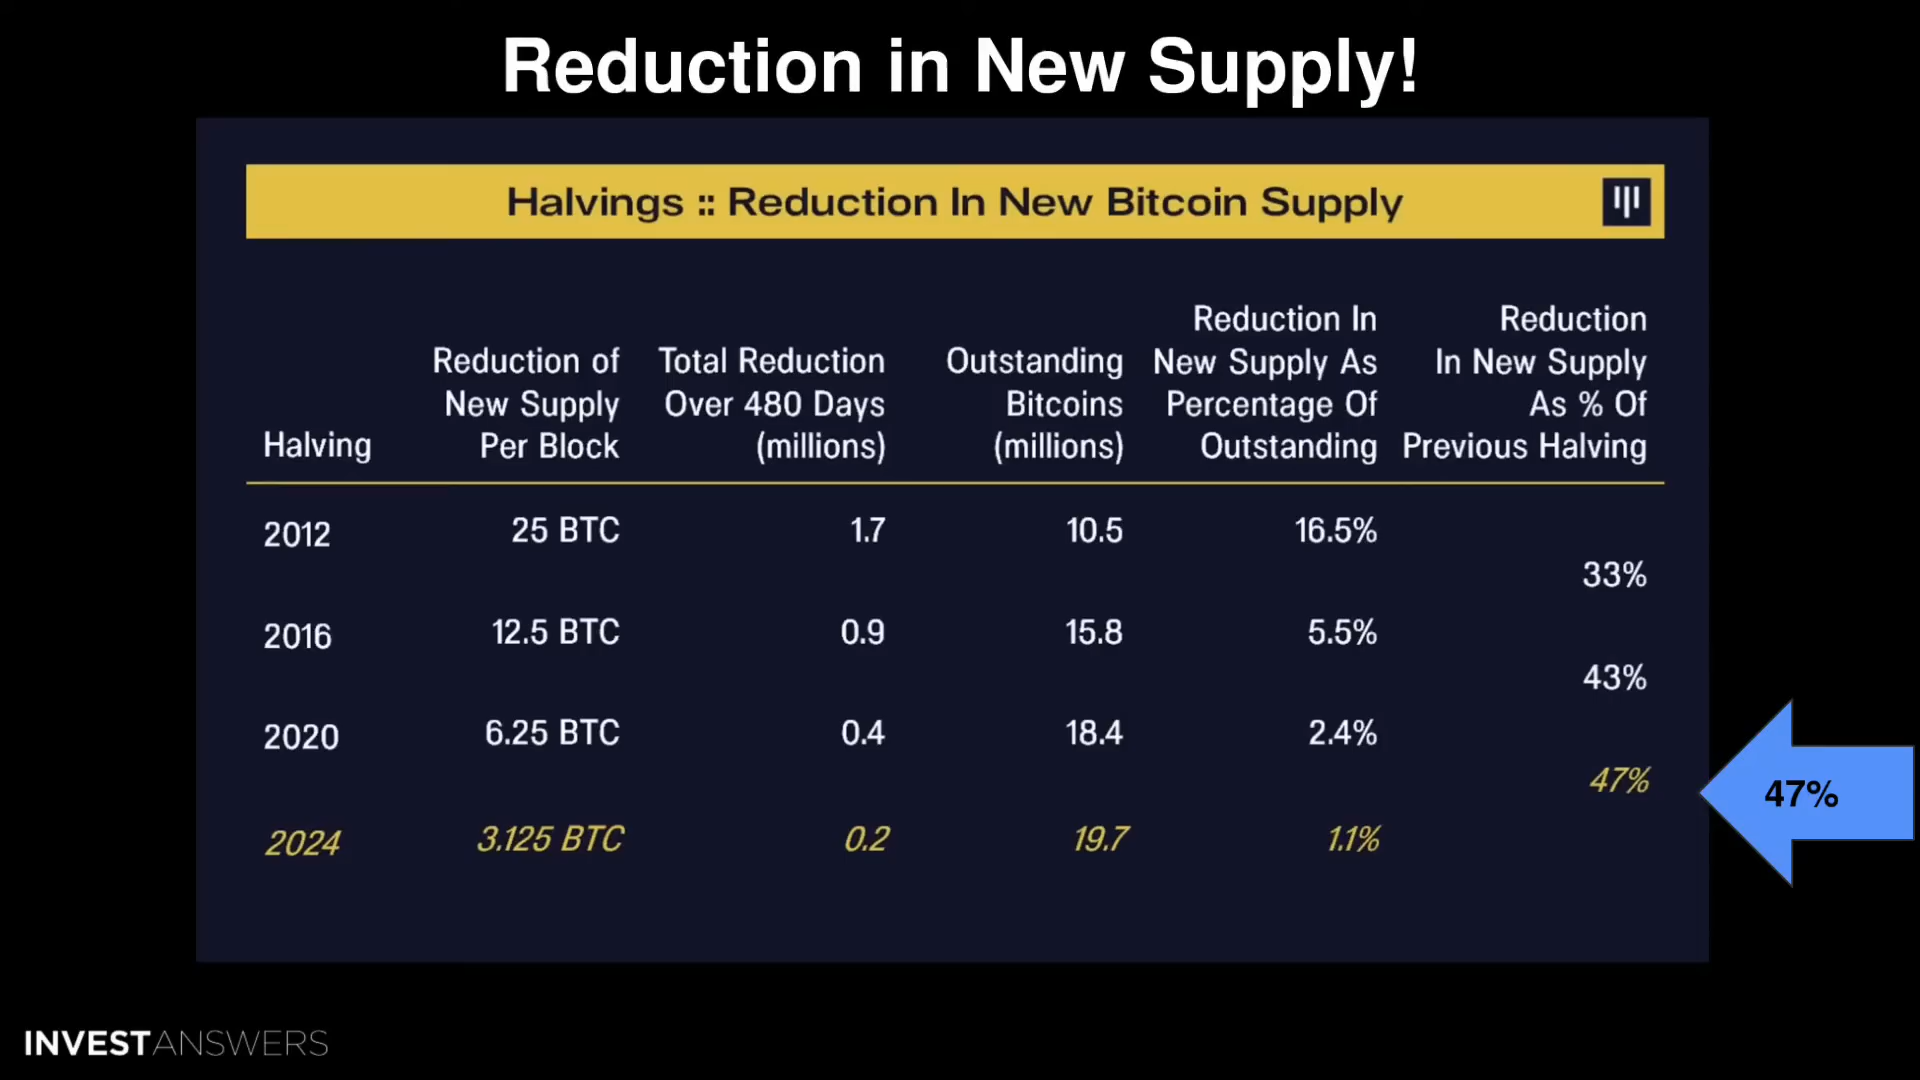 Reduction in New Supply!
Halvings :: Reduction In New Bitcoin Supply
Halving
Reduction of
New Supply
Per Block
Total Reduction
Over 480 Days
(millions)
Outstanding
Bitcoins
(millions)
Reduction In
New Supply As
Percentage Of
Outstanding
Reduction
In New Supply
As % Of
Previous Halving
2012 25 BTC 1.7 10.5 16.5%
33%
2016 12.5 BTC 0.9 15.8 5.5%
43%
2020 6.25 BTC 0.4 18.4 2.4%
47%
47%
2024 3.125 BTC 0.2 19.7 1.1%
INVESTANSWERS